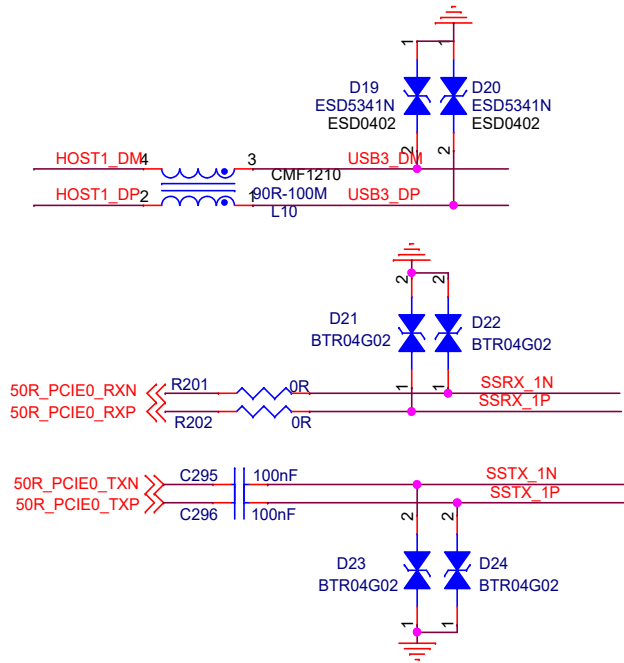 1 1
D19 D20
ESD5341N ESD5341N
ESD0402 ESD0402
2 2
HOST1_DM 4 3 USB3_DM
CMF1210
HOST1_DP 2 1 USB3_DP
90R-100M
L10
2 2
D21 D22
BTR04G02 BTR04G02
1 1
50R_PCIE0_RXN R201 0R SSRX_1N
50R_PCIE0_RXP R202 0R SSRX_1P
50R_PCIE0_TXN C295 100nF SSTX_1N
50R_PCIE0_TXP C296 100nF SSTX_1P
2 2
D23 D24
BTR04G02 BTR04G02
1 1